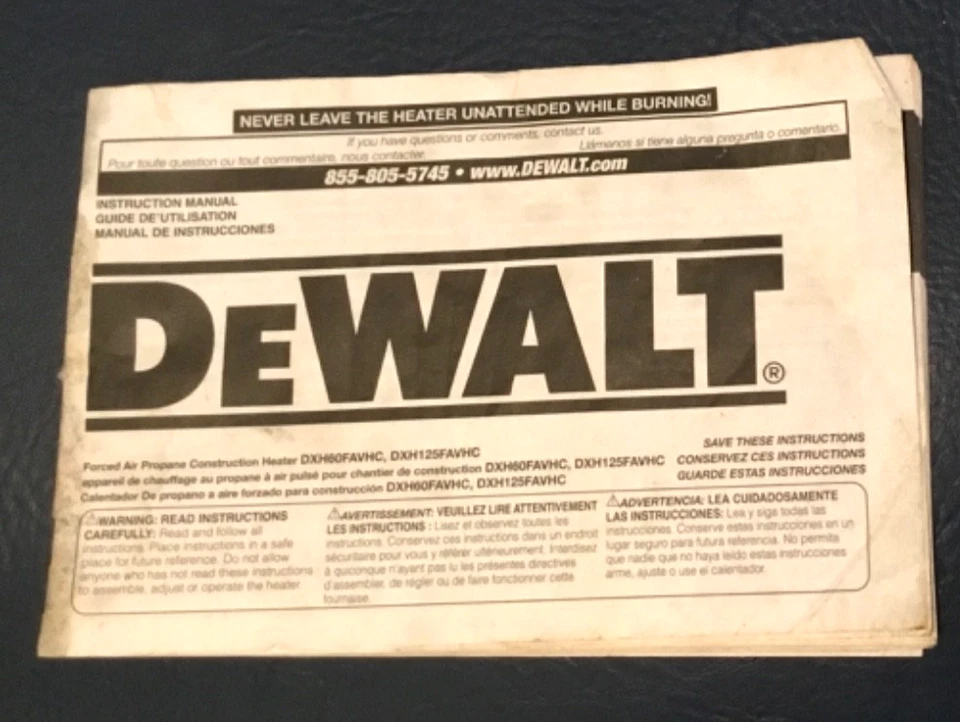 NEVER LEAVE THE HEATER UNATTENDED WHILE BURNING!
If you have questions or comments, contact us.
Pour toute question ou tout commentaire, nous contacter.
Llámanos si tiene alguna pregunta o comentario.
855-805-5745 • www.DEWALT.com
INSTRUCTION MANUAL
GUIDE DE'UTILISATION
MANUAL DE INSTRUCCIONES
DEWALT®
Forced Air Propane Construction Heater DXH60FAVHC, DXH125FAVHC
appareil de chauffage au propane à air pulsé pour chantier de construction DXH60FAVHC, DXH125FAVHC
Calentador De propano a aire forzado para construcción DXH60FAVHC, DXH125FAVHC
SAVE THESE INSTRUCTIONS
CONSERVEZ CES INSTRUCTIONS
GUARDE ESTAS INSTRUCCIONES
⚠WARNING: READ INSTRUCTIONS
CAREFULLY: Read and follow all
instructions. Place instructions in a safe
place for future reference. Do not allow
anyone who has not read these instructions
to assemble, adjust or operate the heater.
⚠AVERTISSEMENT: VEUILLEZ LIRE ATTENTIVEMENT
LES INSTRUCTIONS : Lisez et observez toutes les
instructions. Conservez ces instructions dans un endroit
sécuritaire pour vous y référer ultérieurement. Interdisez
à quiconque n'ayant pas lu les présentes directives
d'assembler, de régler ou de faire fonctionner cette
fournaise.
⚠ADVERTENCIA: LEA CUIDADOSAMENTE
LAS INSTRUCCIONES: Lea y siga todas las
instrucciones. Conserve estas instrucciones en un
lugar seguro para futura referencia. No permita
que nadie que no haya leído estas instrucciones
arme, ajuste o use el calentador.